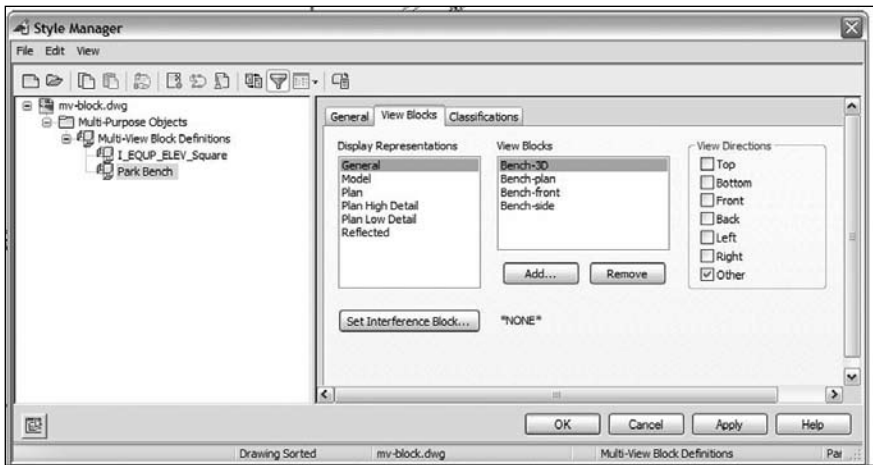 Style Manager
File Edit View
mv-block.dwg
Multi-Purpose Objects
Multi-View Block Definitions
I_EQUP_ELEV_Square
Park Bench
General View Blocks Classifications
Display Representations
General
Model
Plan
Plan High Detail
Plan Low Detail
Reflected
View Blocks
Bench-3D
Bench-plan
Bench-front
Bench-side
View Directions
Top
Bottom
Front
Back
Left
Right
Other
Add... Remove
Set Interference Block... *NONE*
OK Cancel Apply Help
Drawing Sorted mv-block.dwg Multi-View Block Definitions Par